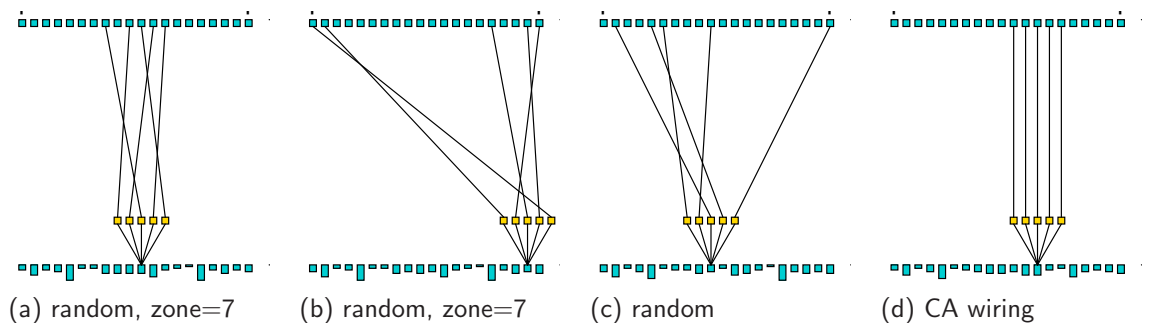 (a) random, zone=7
(b) random, zone=7
(c) random
(d) CA wiring